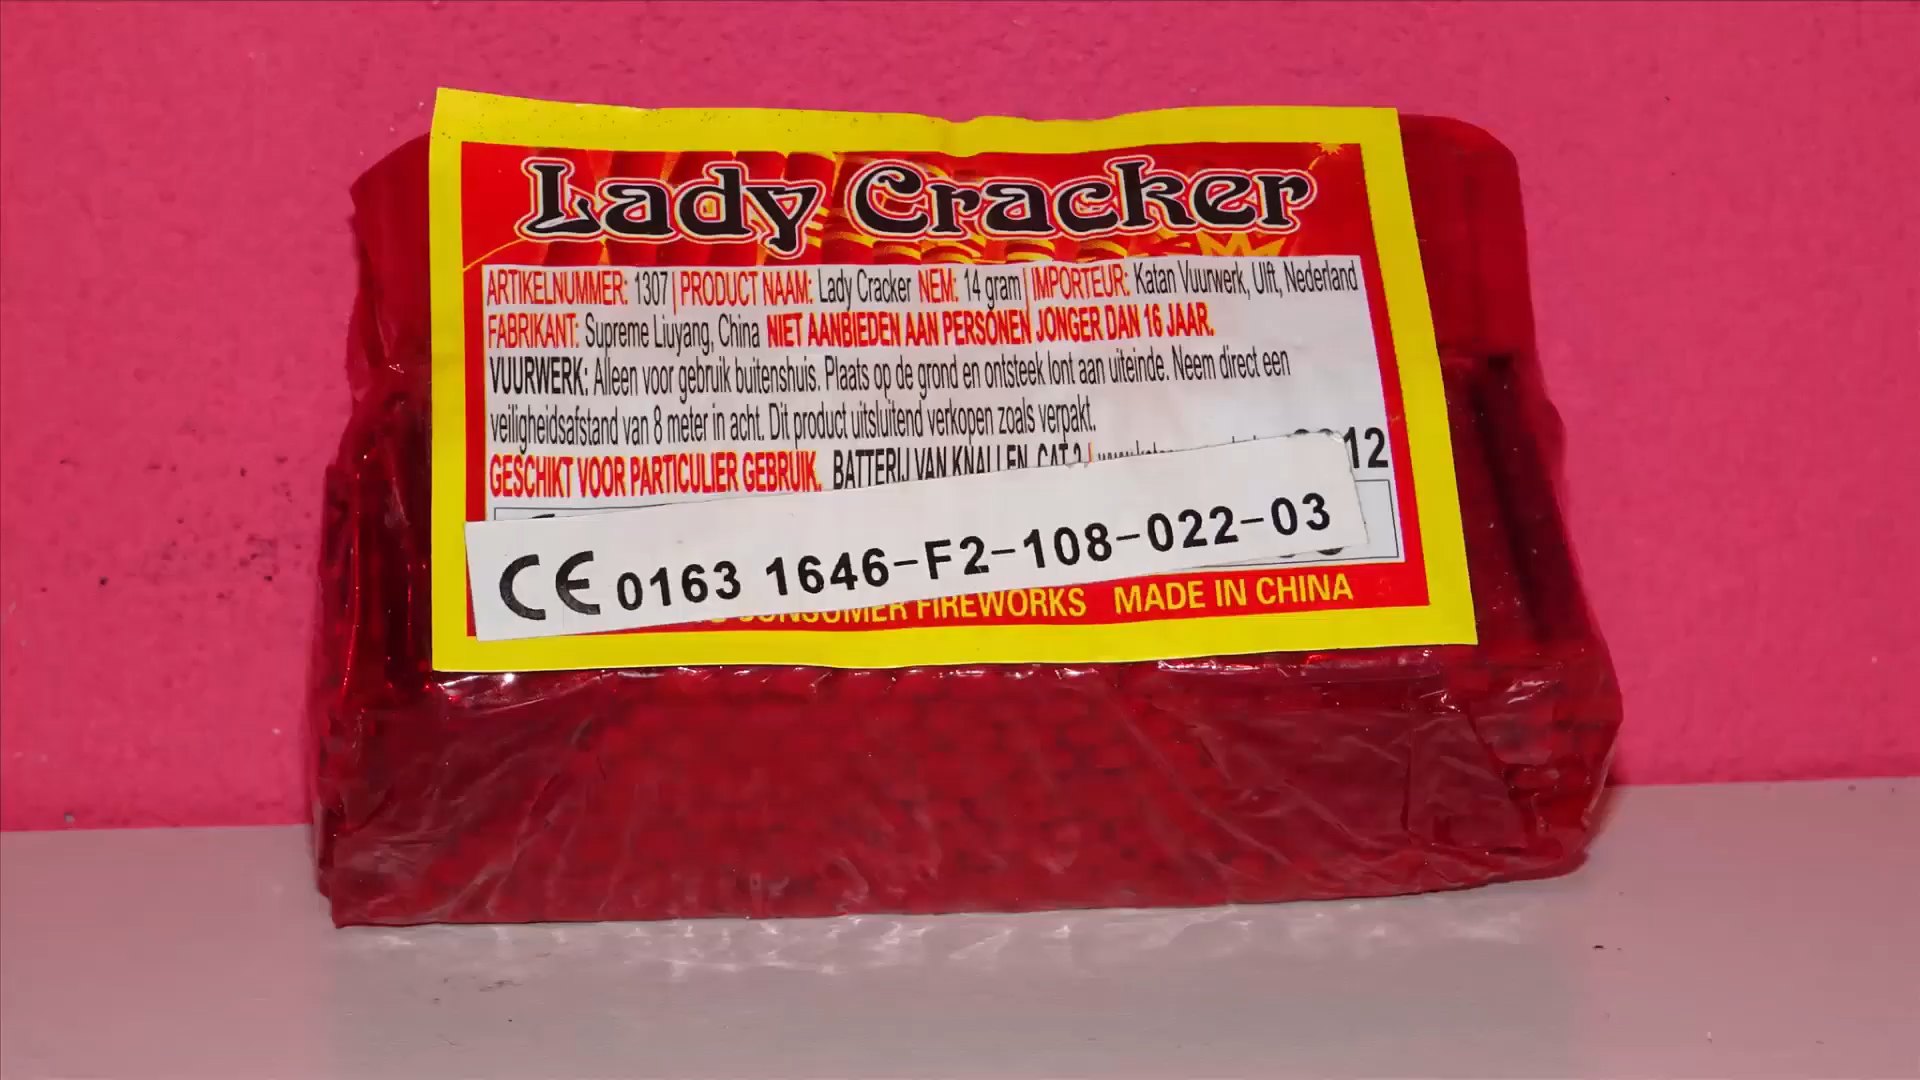 Lady Cracker
ARTIKELNUMMER: 1307 | PRODUCT NAAM: Lady Cracker NEM: 14 gram | IMPORTEUR: Katan Vuurwerk, Ulft, Nederland
FABRIKANT: Supreme Liuyang, China NIET AANBIEDEN AAN PERSONEN JONGER DAN 16 JAAR.
VUURWERK: Alleen voor gebruik buitenshuis. Plaats op de grond en ontsteek lont aan uiteinde. Neem direct een
veiligheidsafstand van 8 meter in acht. Dit product uitsluitend verkopen zoals verpakt.
GESCHIKT VOOR PARTICULIER GEBRUIK. BATTERIJ VAN KNALLEN, CAT 2 | 12
CE 0163 1646-F2-108-022-03
CONSUMER FIREWORKS MADE IN CHINA